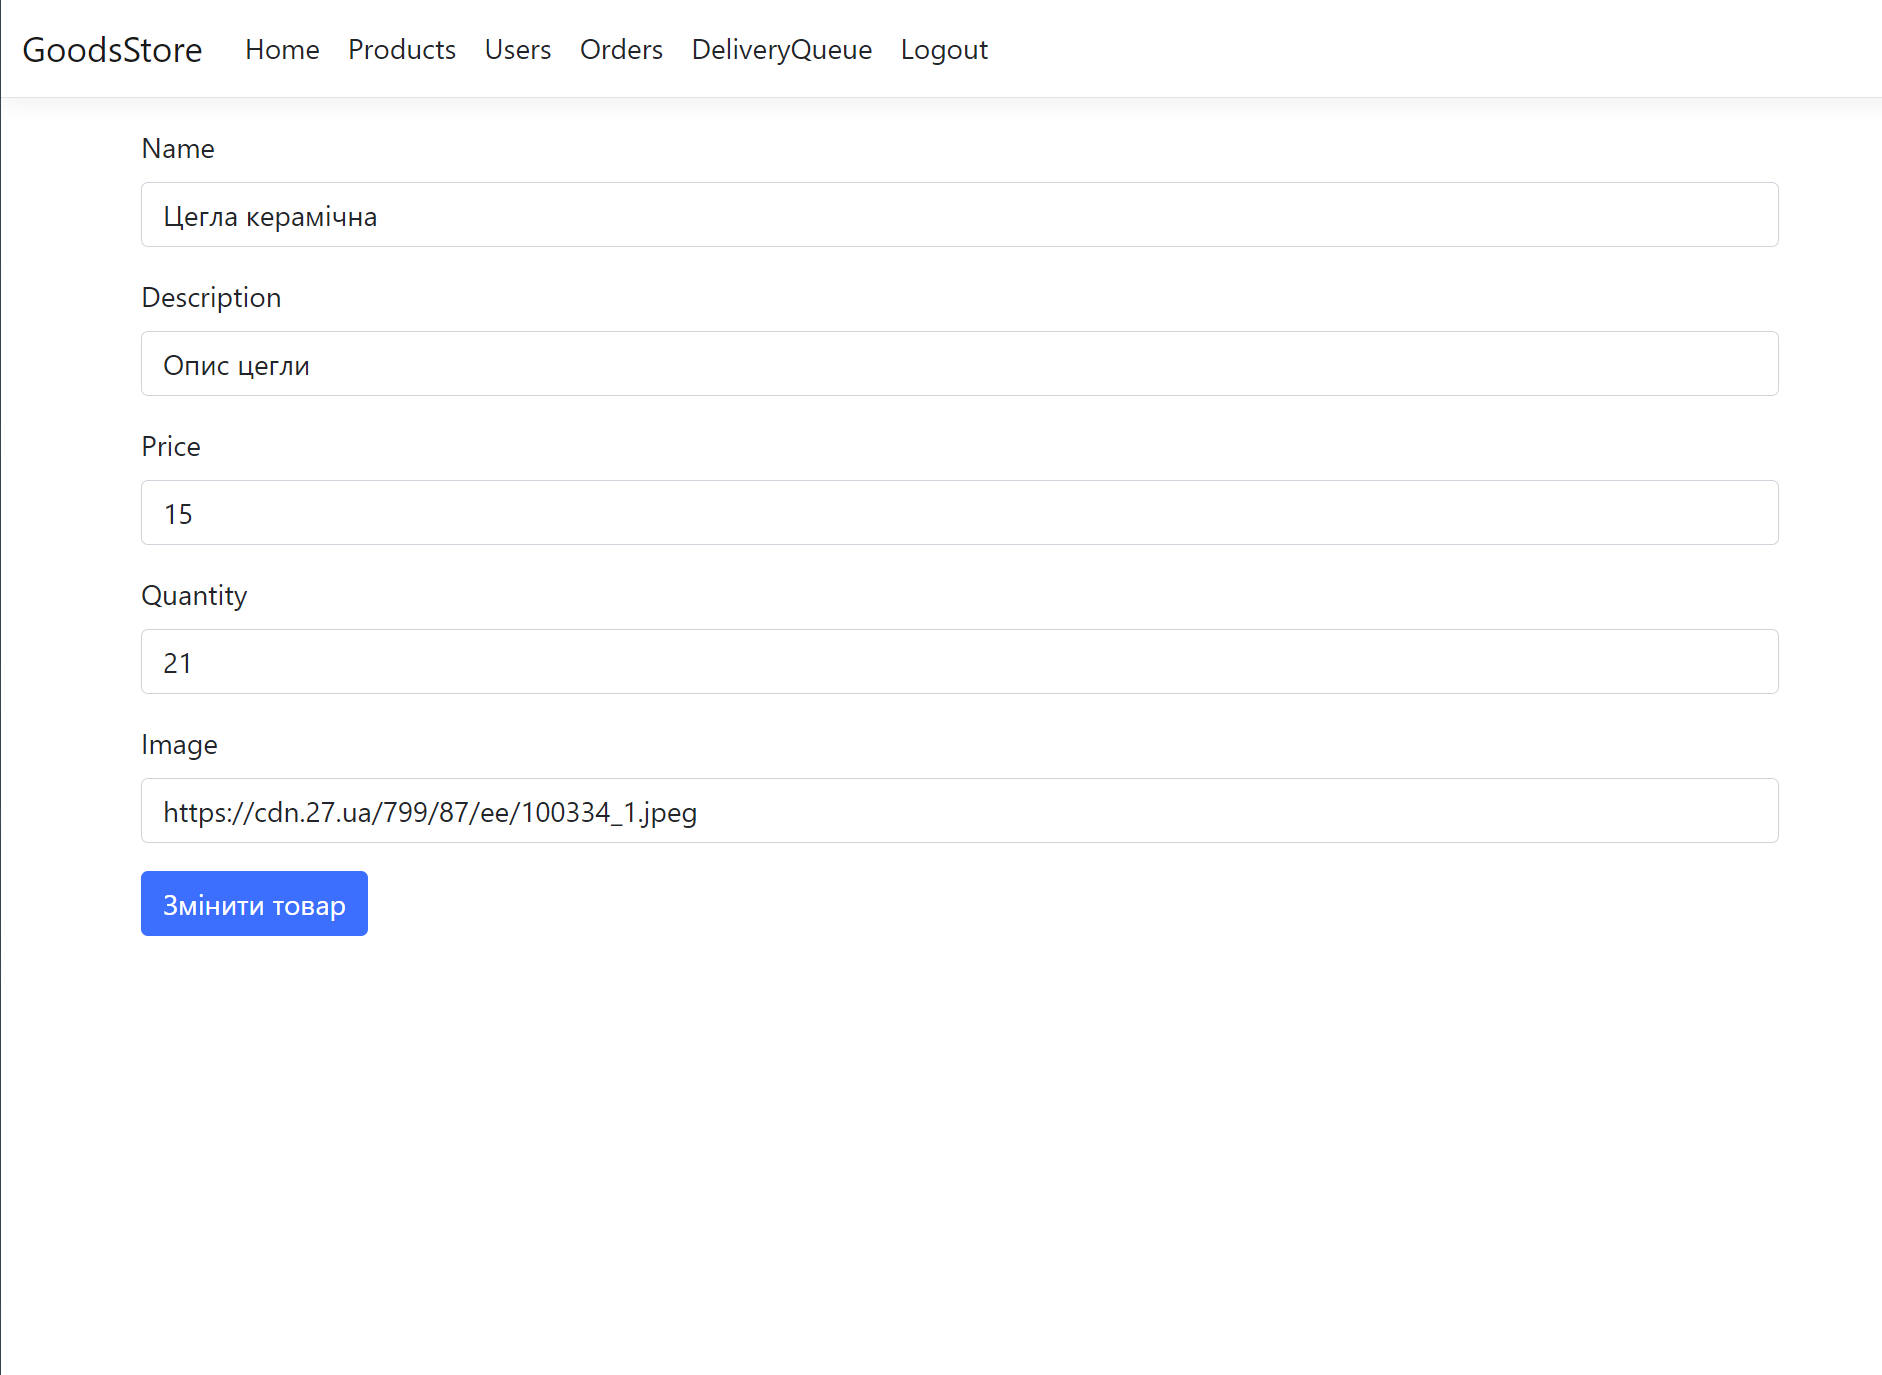 GoodsStore Home Products Users Orders DeliveryQueue Logout
Name
Цегла керамічна
Description
Опис цегли
Price
15
Quantity
21
Image
https://cdn.27.ua/799/87/ee/100334_1.jpeg
Змінити товар